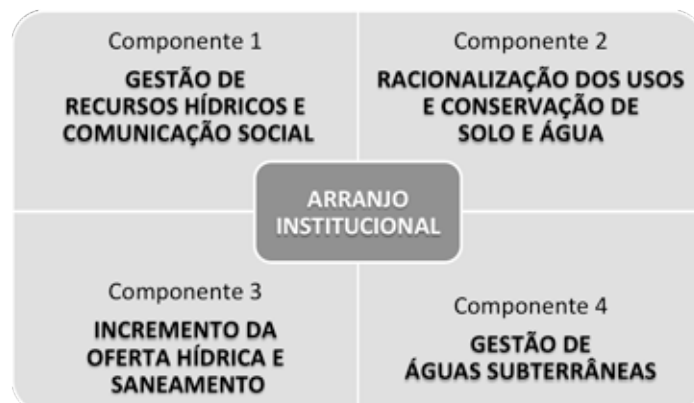 Componente 1
GESTÃO DE
RECURSOS HÍDRICOS E
COMUNICAÇÃO SOCIAL
Componente 2
RACIONALIZAÇÃO DOS USOS
E CONSERVAÇÃO DE
SOLO E ÁGUA
ARRANJO
INSTITUCIONAL
Componente 3
INCREMENTO DA
OFERTA HÍDRICA E
SANEAMENTO
Componente 4
GESTÃO DE
ÁGUAS SUBTERRÂNEAS